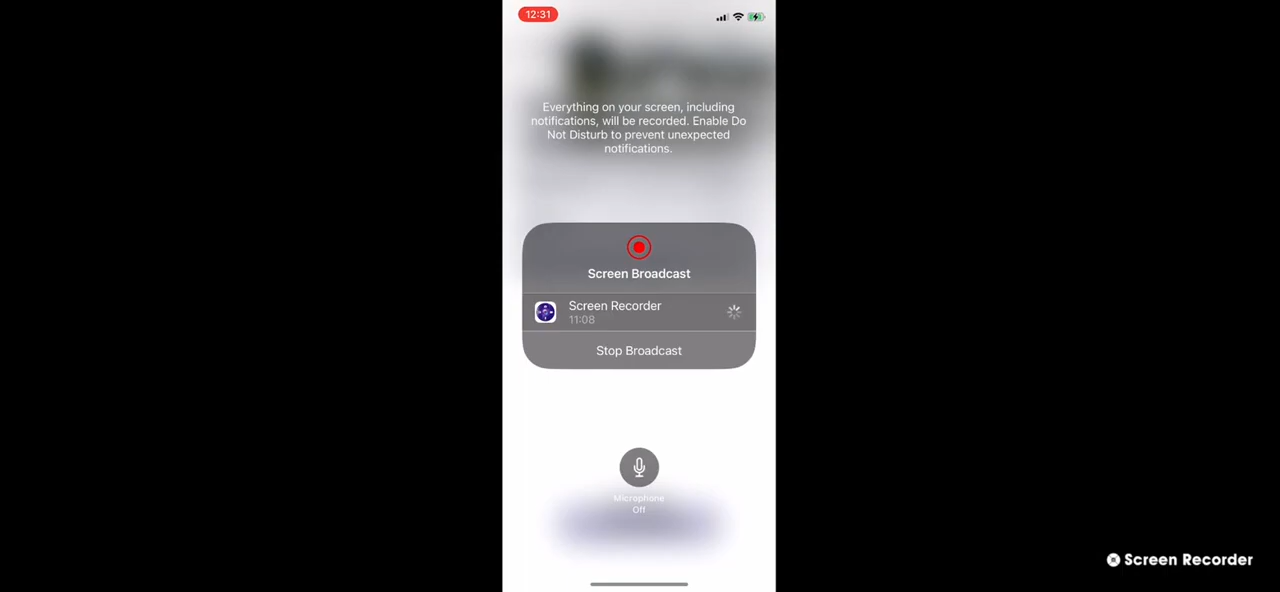 12:31
Everything on your screen, including
notifications, will be recorded. Enable Do
Not Disturb to prevent unexpected
notifications.
Screen Broadcast
Screen Recorder
11:08
Stop Broadcast
Microphone
Off
Screen Recorder